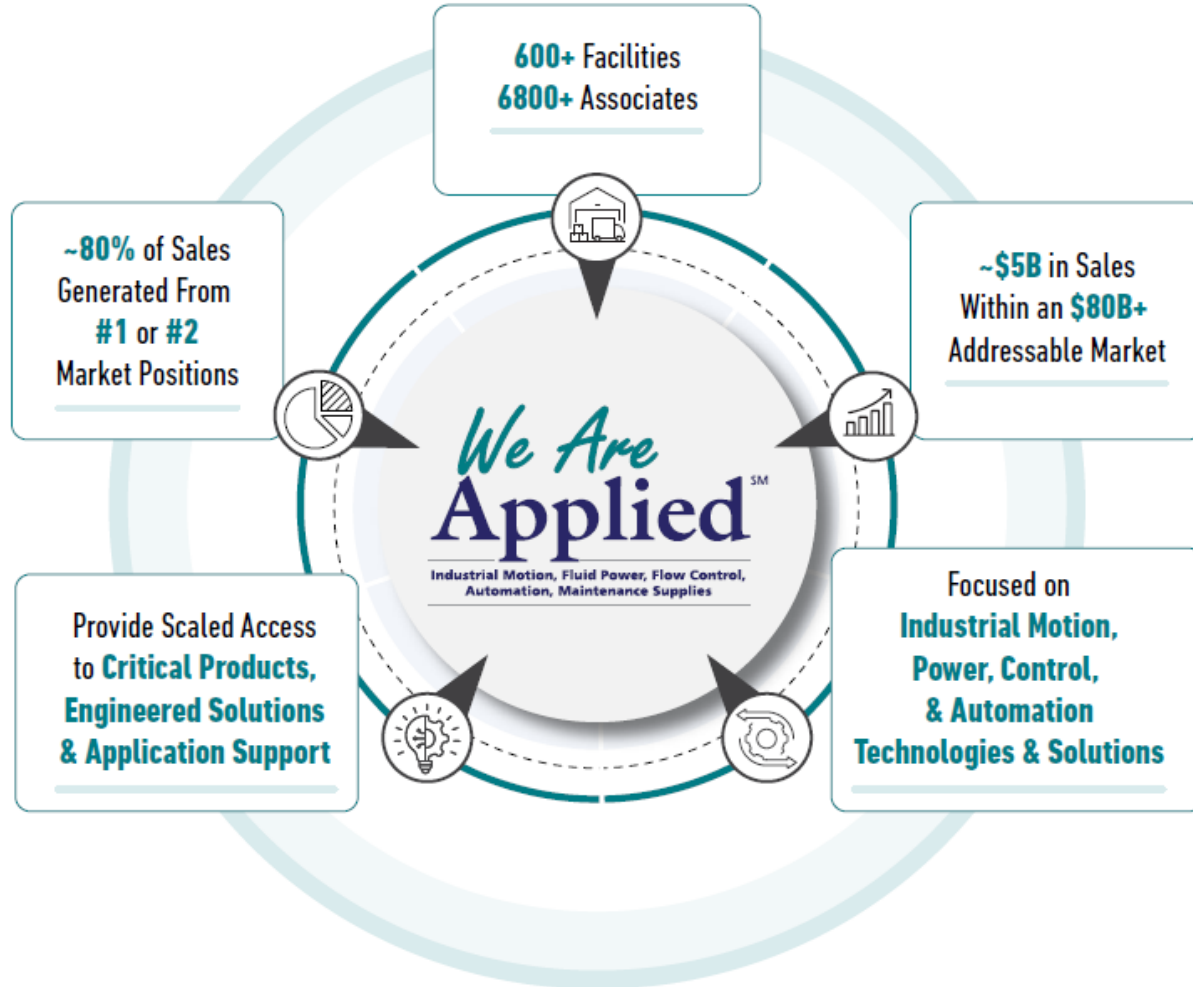 600+ Facilities
6800+ Associates
~80% of Sales
Generated From
#1 or #2
Market Positions
~$5B in Sales
Within an $80B+
Addressable Market
We Are
Applied℠
Industrial Motion, Fluid Power, Flow Control,
Automation, Maintenance Supplies
Provide Scaled Access
to Critical Products,
Engineered Solutions
& Application Support
Focused on
Industrial Motion,
Power, Control,
& Automation
Technologies & Solutions